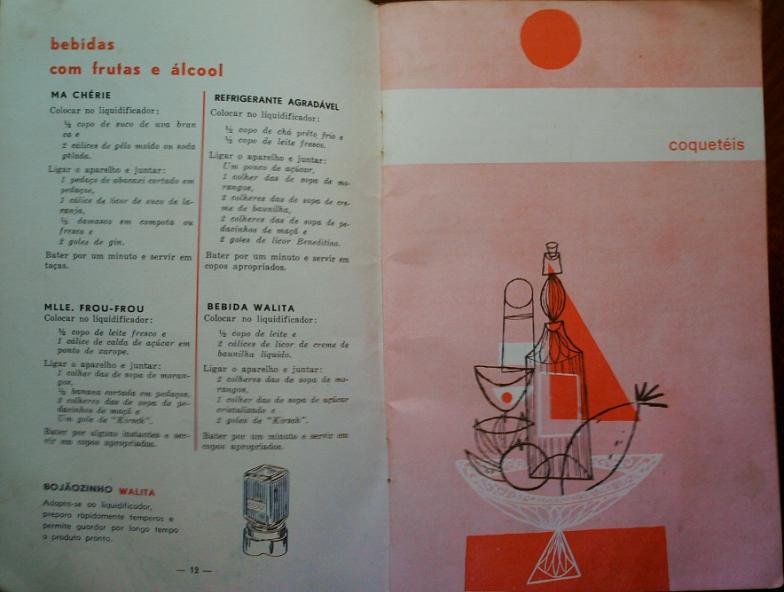 bebidas
com frutas e álcool
MA CHÉRIE
Colocar no liquidificador:
½ copo de suco de uva bran
ca e
2 cálices de gêlo moído ou soda
gelada.
Ligar o aparelho e juntar:
1 pedaço de abacaxi cortado em
pedaços,
1 cálice de licor de suco de la-
ranja,
½ damasco em compota ou
fresco e
2 goles de gin.
Bater por um minuto e servir em
taças.
MLLE. FROU-FROU
Colocar no liquidificador:
½ copo de leite fresco e
1 cálice de calda de açúcar em
ponto de xarope.
Ligar o aparelho e juntar:
1 colher das de sopa de moran-
gos,
½ banana cortada em pedaços,
2 colheres das de sopa de pe-
dacinhos de maçã e
Um gole de "Kirsch".
Bater por alguns instantes e ser-
vir em copos apropriados.
REFRIGERANTE AGRADÁVEL
Colocar no liquidificador:
½ copo de chá prêto frio e
½ copo de leite fresco.
Ligar o aparelho e juntar:
Um pouco de açúcar,
1 colher das de sopa de mo-
rangos,
2 colheres das de sopa de cre-
me de baunilha,
2 colheres das de sopa de pe-
dacinhos de maçã e
2 goles de licor Beneditino.
Bater por um minuto e servir em
copos apropriados.
BEBIDA WALITA
Colocar no liquidificador:
½ copo de leite e
2 cálices de licor de creme de
baunilha líquido.
Ligar o aparelho e juntar:
2 colheres das de sopa de mo-
rangos,
1 colher das de sopa de açúcar
cristalizado e
2 goles de "Kirsch".
Bater por um minuto e servir em
copos apropriados.
BOJÃOZINHO WALITA
Adapta-se ao liquidificador,
prepara ràpidamente temperos e
permite guardar por longo tempo
o produto pronto.
— 12 —
coquetéis